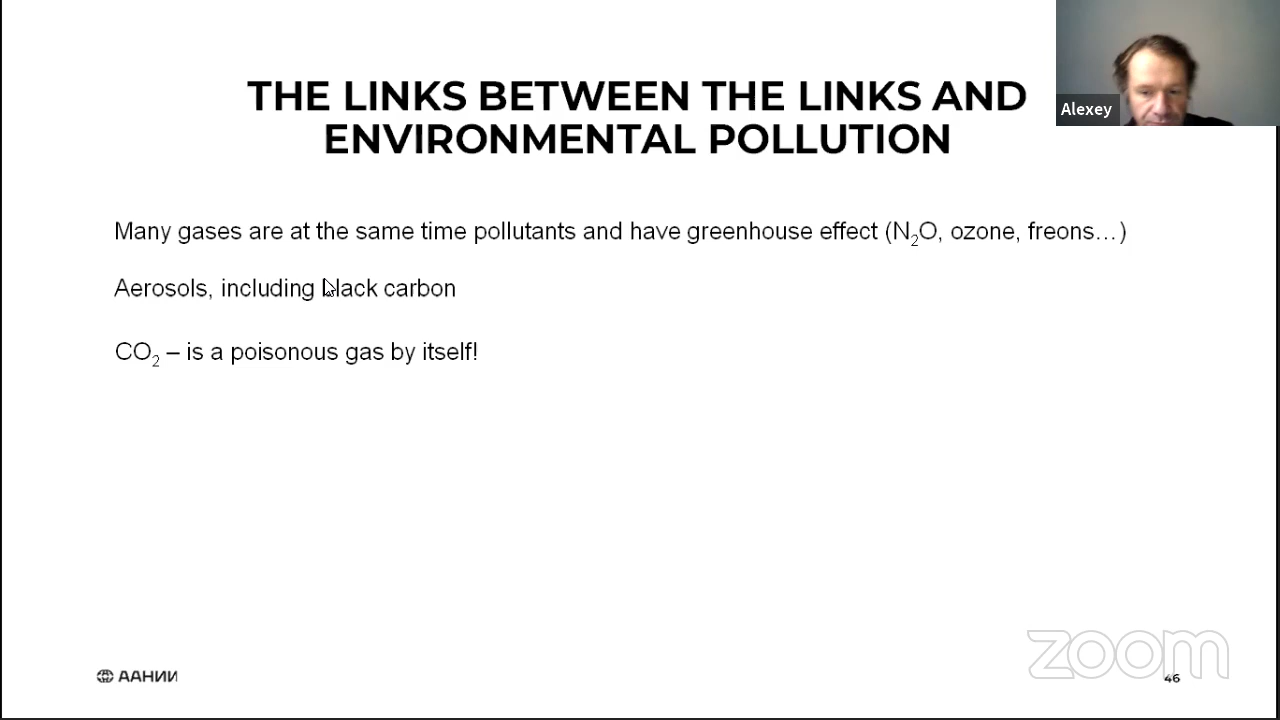 THE LINKS BETWEEN THE LINKS AND
ENVIRONMENTAL POLLUTION
Alexey
Many gases are at the same time pollutants and have greenhouse effect (N₂O, ozone, freons…)
Aerosols, including black carbon
CO₂ – is a poisonous gas by itself!
ААНИИ
zoom
46